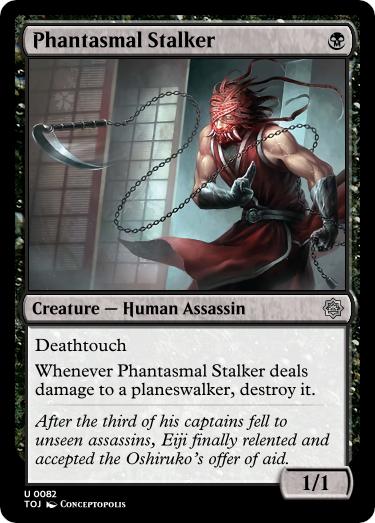 Phantasmal Stalker
Creature — Human Assassin
Deathtouch
Whenever Phantasmal Stalker deals
damage to a planeswalker, destroy it.
After the third of his captains fell to
unseen assassins, Eiji finally relented and
accepted the Oshiruko's offer of aid.
1/1
U 0082
TOJ Conceptopolis